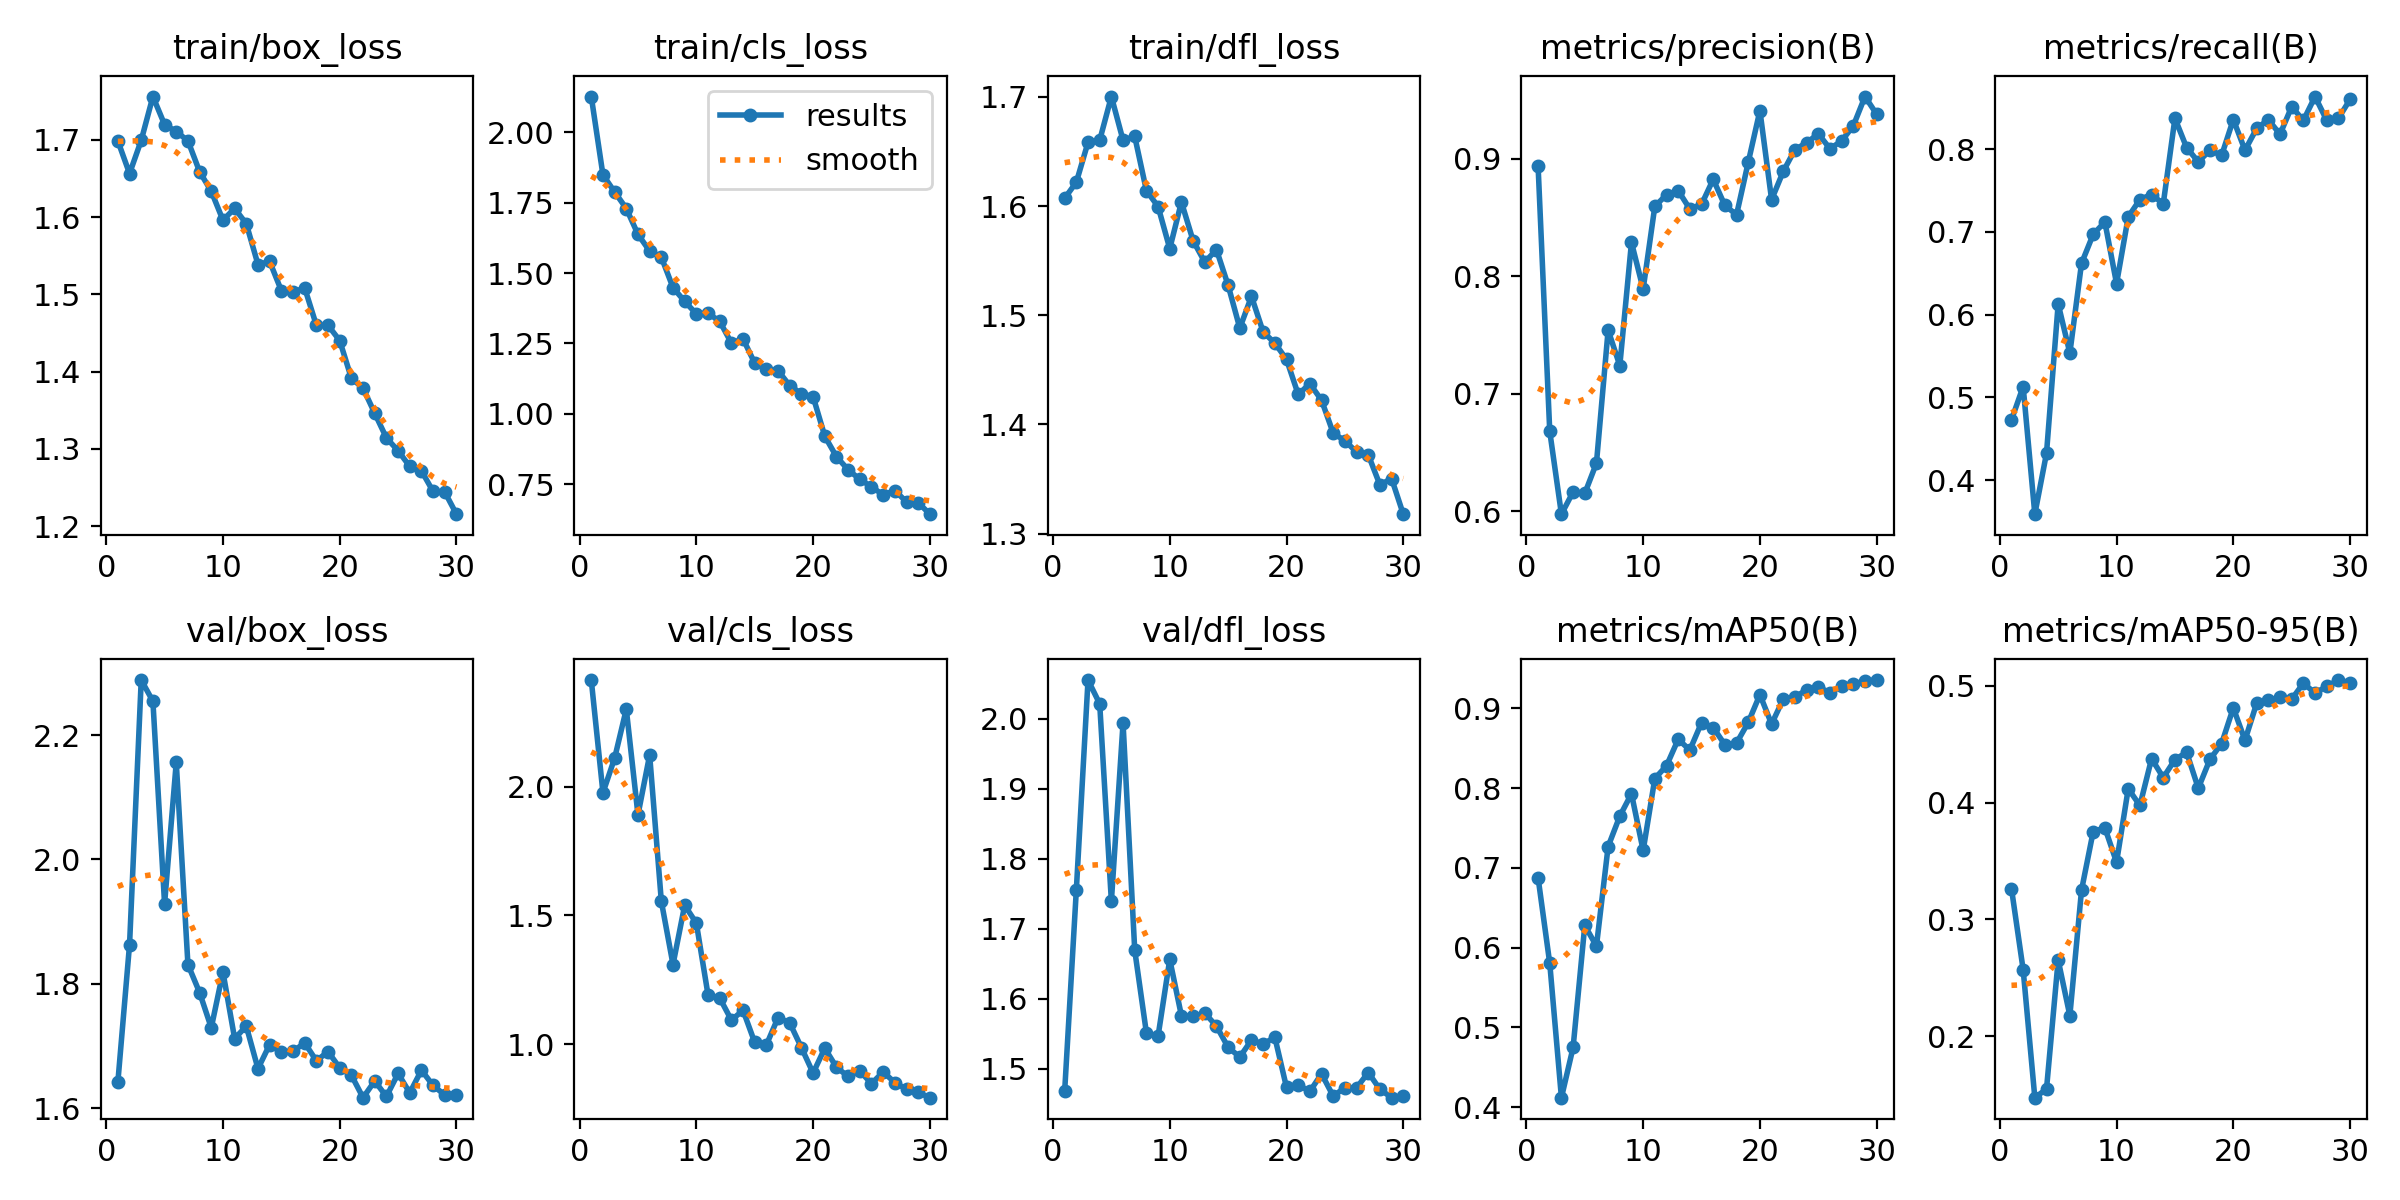 train/box_loss
train/cls_loss
train/dfl_loss
metrics/precision(B)
metrics/recall(B)
1.7
1.6
1.5
1.4
1.3
1.2
0 10 20 30
2.00
1.75
1.50
1.25
1.00
0.75
0 10 20 30
results
smooth
1.7
1.6
1.5
1.4
1.3
0 10 20 30
0.9
0.8
0.7
0.6
0 10 20 30
0.8
0.7
0.6
0.5
0.4
0 10 20 30
val/box_loss
val/cls_loss
val/dfl_loss
metrics/mAP50(B)
metrics/mAP50-95(B)
2.2
2.0
1.8
1.6
0 10 20 30
2.0
1.5
1.0
0 10 20 30
2.0
1.9
1.8
1.7
1.6
1.5
0 10 20 30
0.9
0.8
0.7
0.6
0.5
0.4
0 10 20 30
0.5
0.4
0.3
0.2
0 10 20 30